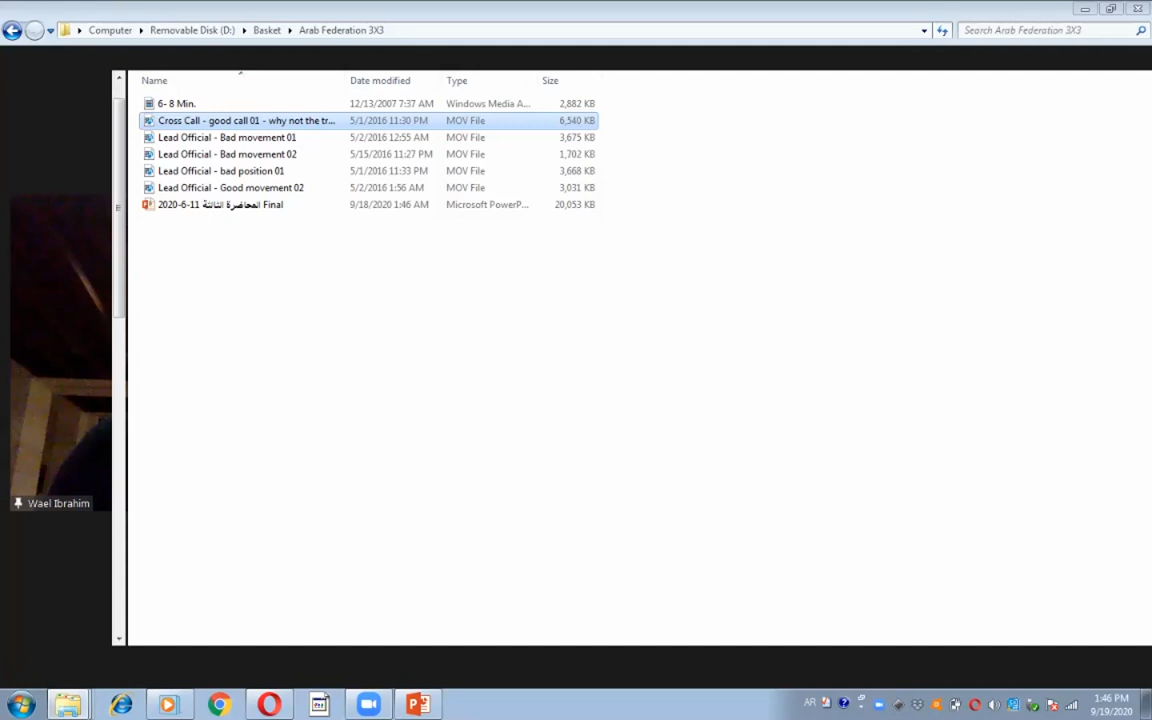 Computer Removable Disk (D:) Basket Arab Federation 3X3 Search Arab Federation 3X3
Name Date modified Type Size
6- 8 Min. 12/13/2007 7:37 AM Windows Media A... 2,882 KB
Cross Call - good call 01 - why not the tr... 5/1/2016 11:30 PM MOV File 6,540 KB
Lead Official - Bad movement 01 5/2/2016 12:55 AM MOV File 3,675 KB
Lead Official - Bad movement 02 5/15/2016 11:27 PM MOV File 1,702 KB
Lead Official - bad position 01 5/1/2016 11:33 PM MOV File 3,668 KB
Lead Official - Good movement 02 5/2/2016 1:56 AM MOV File 3,031 KB
2020-6-11 المحاضرة الثالثة Final 9/18/2020 1:46 AM Microsoft PowerP... 20,053 KB
Wael Ibrahim
AR 1:46 PM
9/19/2020